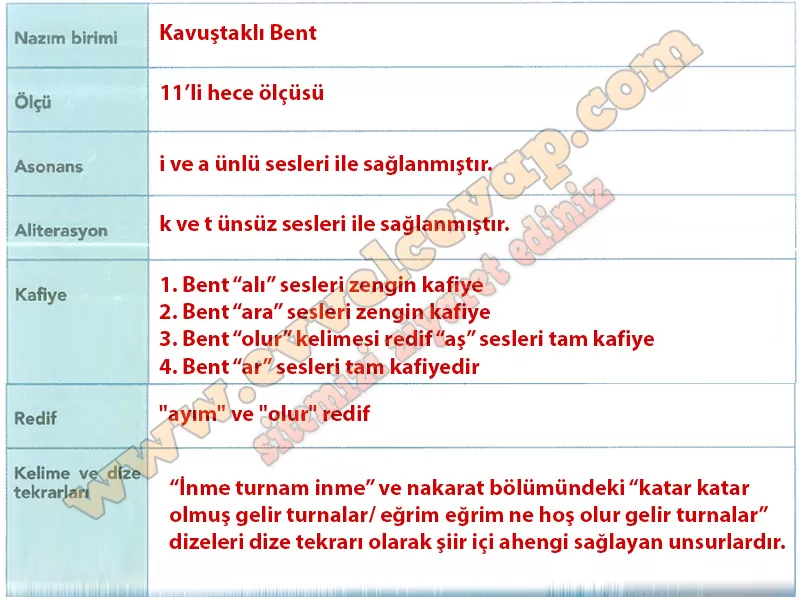 Nazım birimi
Kavuştaklı Bent
Ölçü
11'li hece ölçüsü
Asonans
i ve a ünlü sesleri ile sağlanmıştır.
Aliterasyon
k ve t ünsüz sesleri ile sağlanmıştır.
Kafiye
1. Bent “alı” sesleri zengin kafiye
2. Bent “ara” sesleri zengin kafiye
3. Bent “olur” kelimesi redif “aş” sesleri tam kafiye
4. Bent “ar” sesleri tam kafiyedir
Redif
"ayım" ve "olur" redif
Kelime ve dize
tekrarları
“İnme turnam inme” ve nakarat bölümündeki “katar katar
olmuş gelir turnalar/ eğrim eğrim ne hoş olur gelir turnalar”
dizeleri dize tekrarı olarak şiir içi ahengi sağlayan unsurlardır.
www.evvelcevap.com
sitemizi ziyaret ediniz